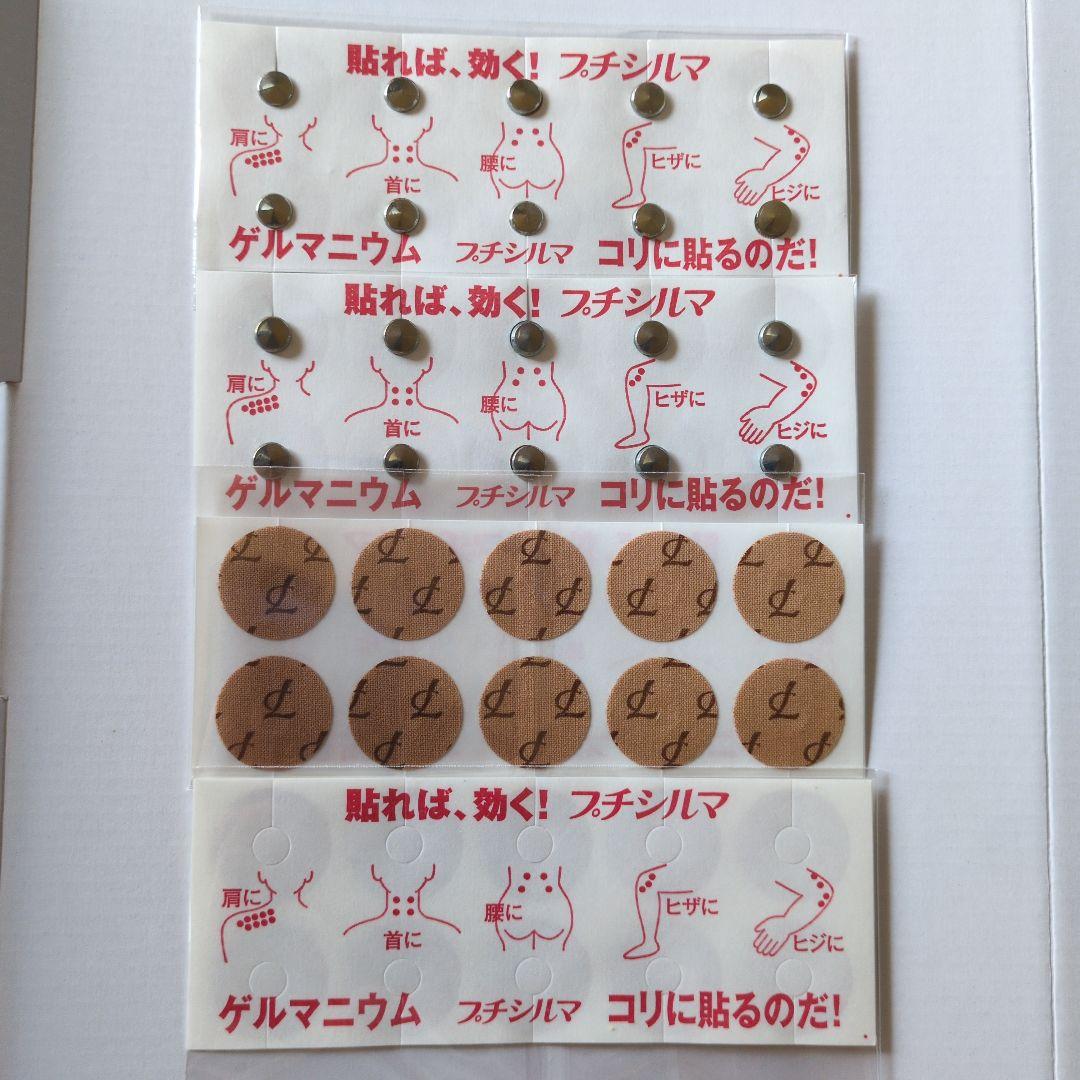 貼れば、効く! プチシルマ
肩に
首に
腰に
ヒザに
ヒジに
ゲルマニウム プチシルマ コリに貼るのだ!
貼れば、効く! プチシルマ
肩に
首に
腰に
ヒザに
ヒジに
ゲルマニウム プチシルマ コリに貼るのだ!
貼れば、効く! プチシルマ
肩に
首に
腰に
ヒザに
ヒジに
ゲルマニウム プチシルマ コリに貼るのだ!